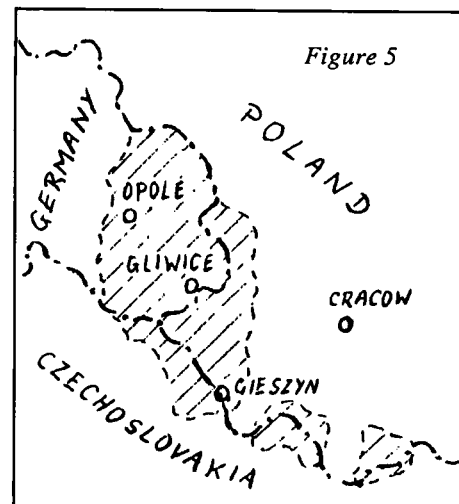 Figure 5
POLAND
GERMANY
OPOLE
GLIWICE
CRACOW
GIESZYN
CZECHOSLOVAKIA